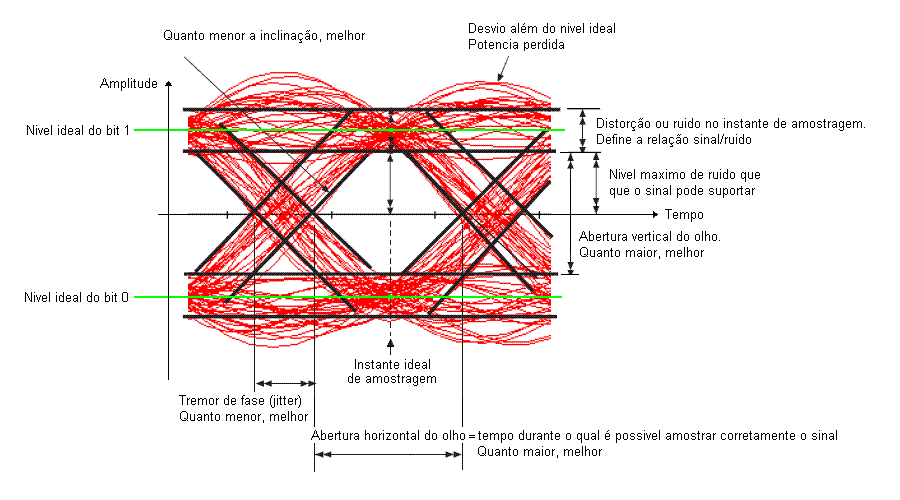 Desvio além do nivel ideal
Potencia perdida
Quanto menor a inclinação, melhor
Amplitude
Nivel ideal do bit 1
Distorção ou ruido no instante de amostragem.
Define a relação sinal/ruido
Nivel maximo de ruido que
que o sinal pode suportar
Tempo
Abertura vertical do olho.
Quanto maior, melhor
Nivel ideal do bit 0
Instante ideal
de amostragem
Tremor de fase (jitter)
Quanto menor, melhor
Abertura horizontal do olho = tempo durante o qual é possivel amostrar corretamente o sinal
Quanto maior, melhor